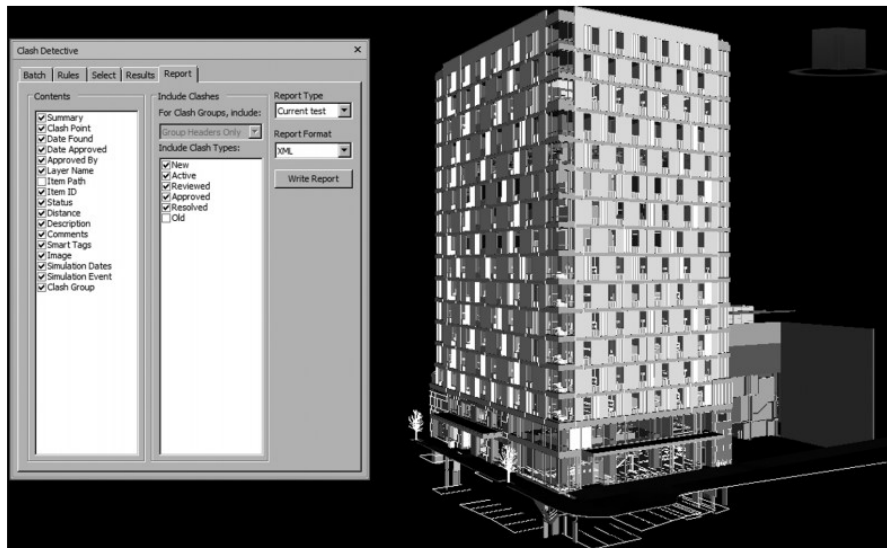 Clash Detective
Batch Rules Select Results Report
Contents
Summary
Clash Point
Date Found
Date Approved
Approved By
Layer Name
Item Path
Item ID
Status
Distance
Description
Comments
Smart Tags
Image
Simulation Dates
Simulation Event
Clash Group
Include Clashes
For Clash Groups, include:
Group Headers Only
Include Clash Types:
New
Active
Reviewed
Approved
Resolved
Old
Report Type
Current test
Report Format
XML
Write Report